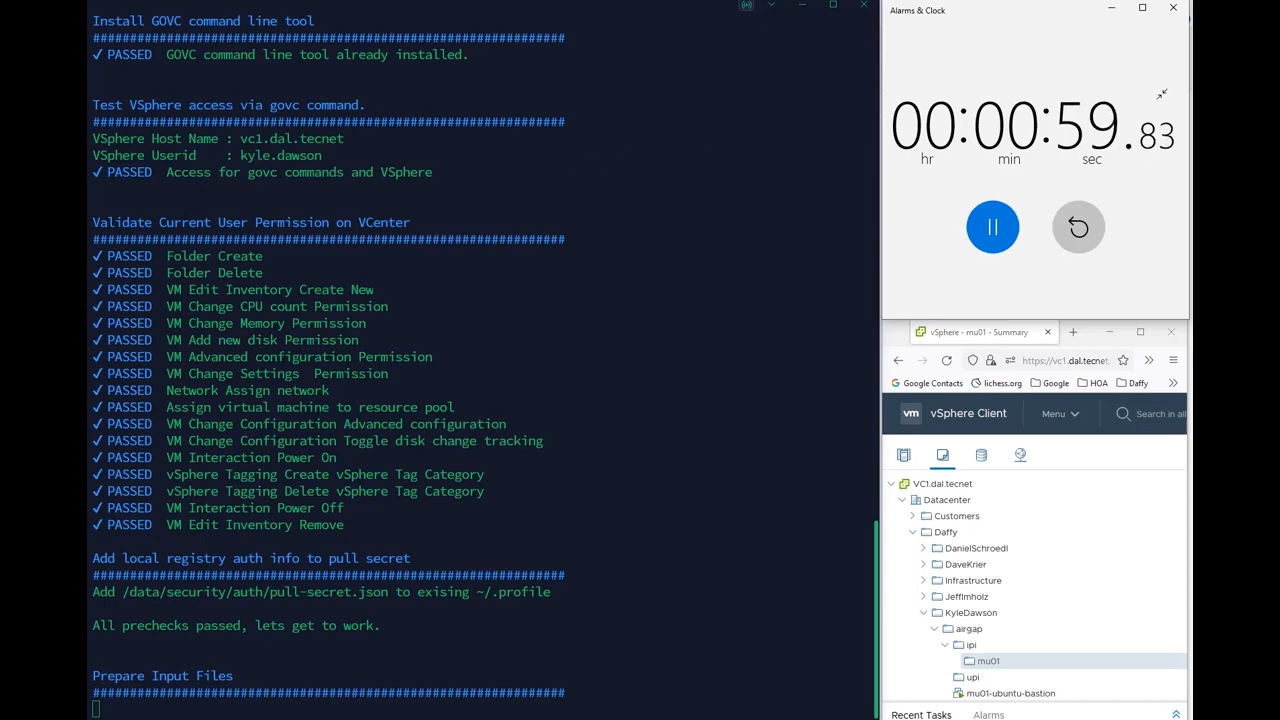 Install GOVC command line tool
################################################################
✓ PASSED  GOVC command line tool already installed.
Test VSphere access via govc command.
################################################################
VSphere Host Name : vc1.dal.tecnet
VSphere Userid    : kyle.dawson
✓ PASSED  Access for govc commands and VSphere
Validate Current User Permission on VCenter
################################################################
✓ PASSED  Folder Create
✓ PASSED  Folder Delete
✓ PASSED  VM Edit Inventory Create New
✓ PASSED  VM Change CPU count Permission
✓ PASSED  VM Change Memory Permission
✓ PASSED  VM Add new disk Permission
✓ PASSED  VM Advanced configuration Permission
✓ PASSED  VM Change Settings  Permission
✓ PASSED  Network Assign network
✓ PASSED  Assign virtual machine to resource pool
✓ PASSED  VM Change Configuration Advanced configuration
✓ PASSED  VM Change Configuration Toggle disk change tracking
✓ PASSED  VM Interaction Power On
✓ PASSED  vSphere Tagging Create vSphere Tag Category
✓ PASSED  vSphere Tagging Delete vSphere Tag Category
✓ PASSED  VM Interaction Power Off
✓ PASSED  VM Edit Inventory Remove
Add local registry auth info to pull secret
################################################################
Add /data/security/auth/pull-secret.json to exising ~/.profile
All prechecks passed, lets get to work.
Prepare Input Files
################################################################
Alarms & Clock
00:00:59.83
hr min sec
vSphere - mu01 - Summary
https://vc1.dal.tecnet
Google Contacts lichess.org Google HOA Daffy
vm vSphere Client Menu Search in all
VC1.dal.tecnet
Datacenter
Customers
Daffy
DanielSchroedl
DaveKrier
Infrastructure
JeffImholz
KyleDawson
airgap
ipi
mu01
upi
mu01-ubuntu-bastion
Recent Tasks Alarms